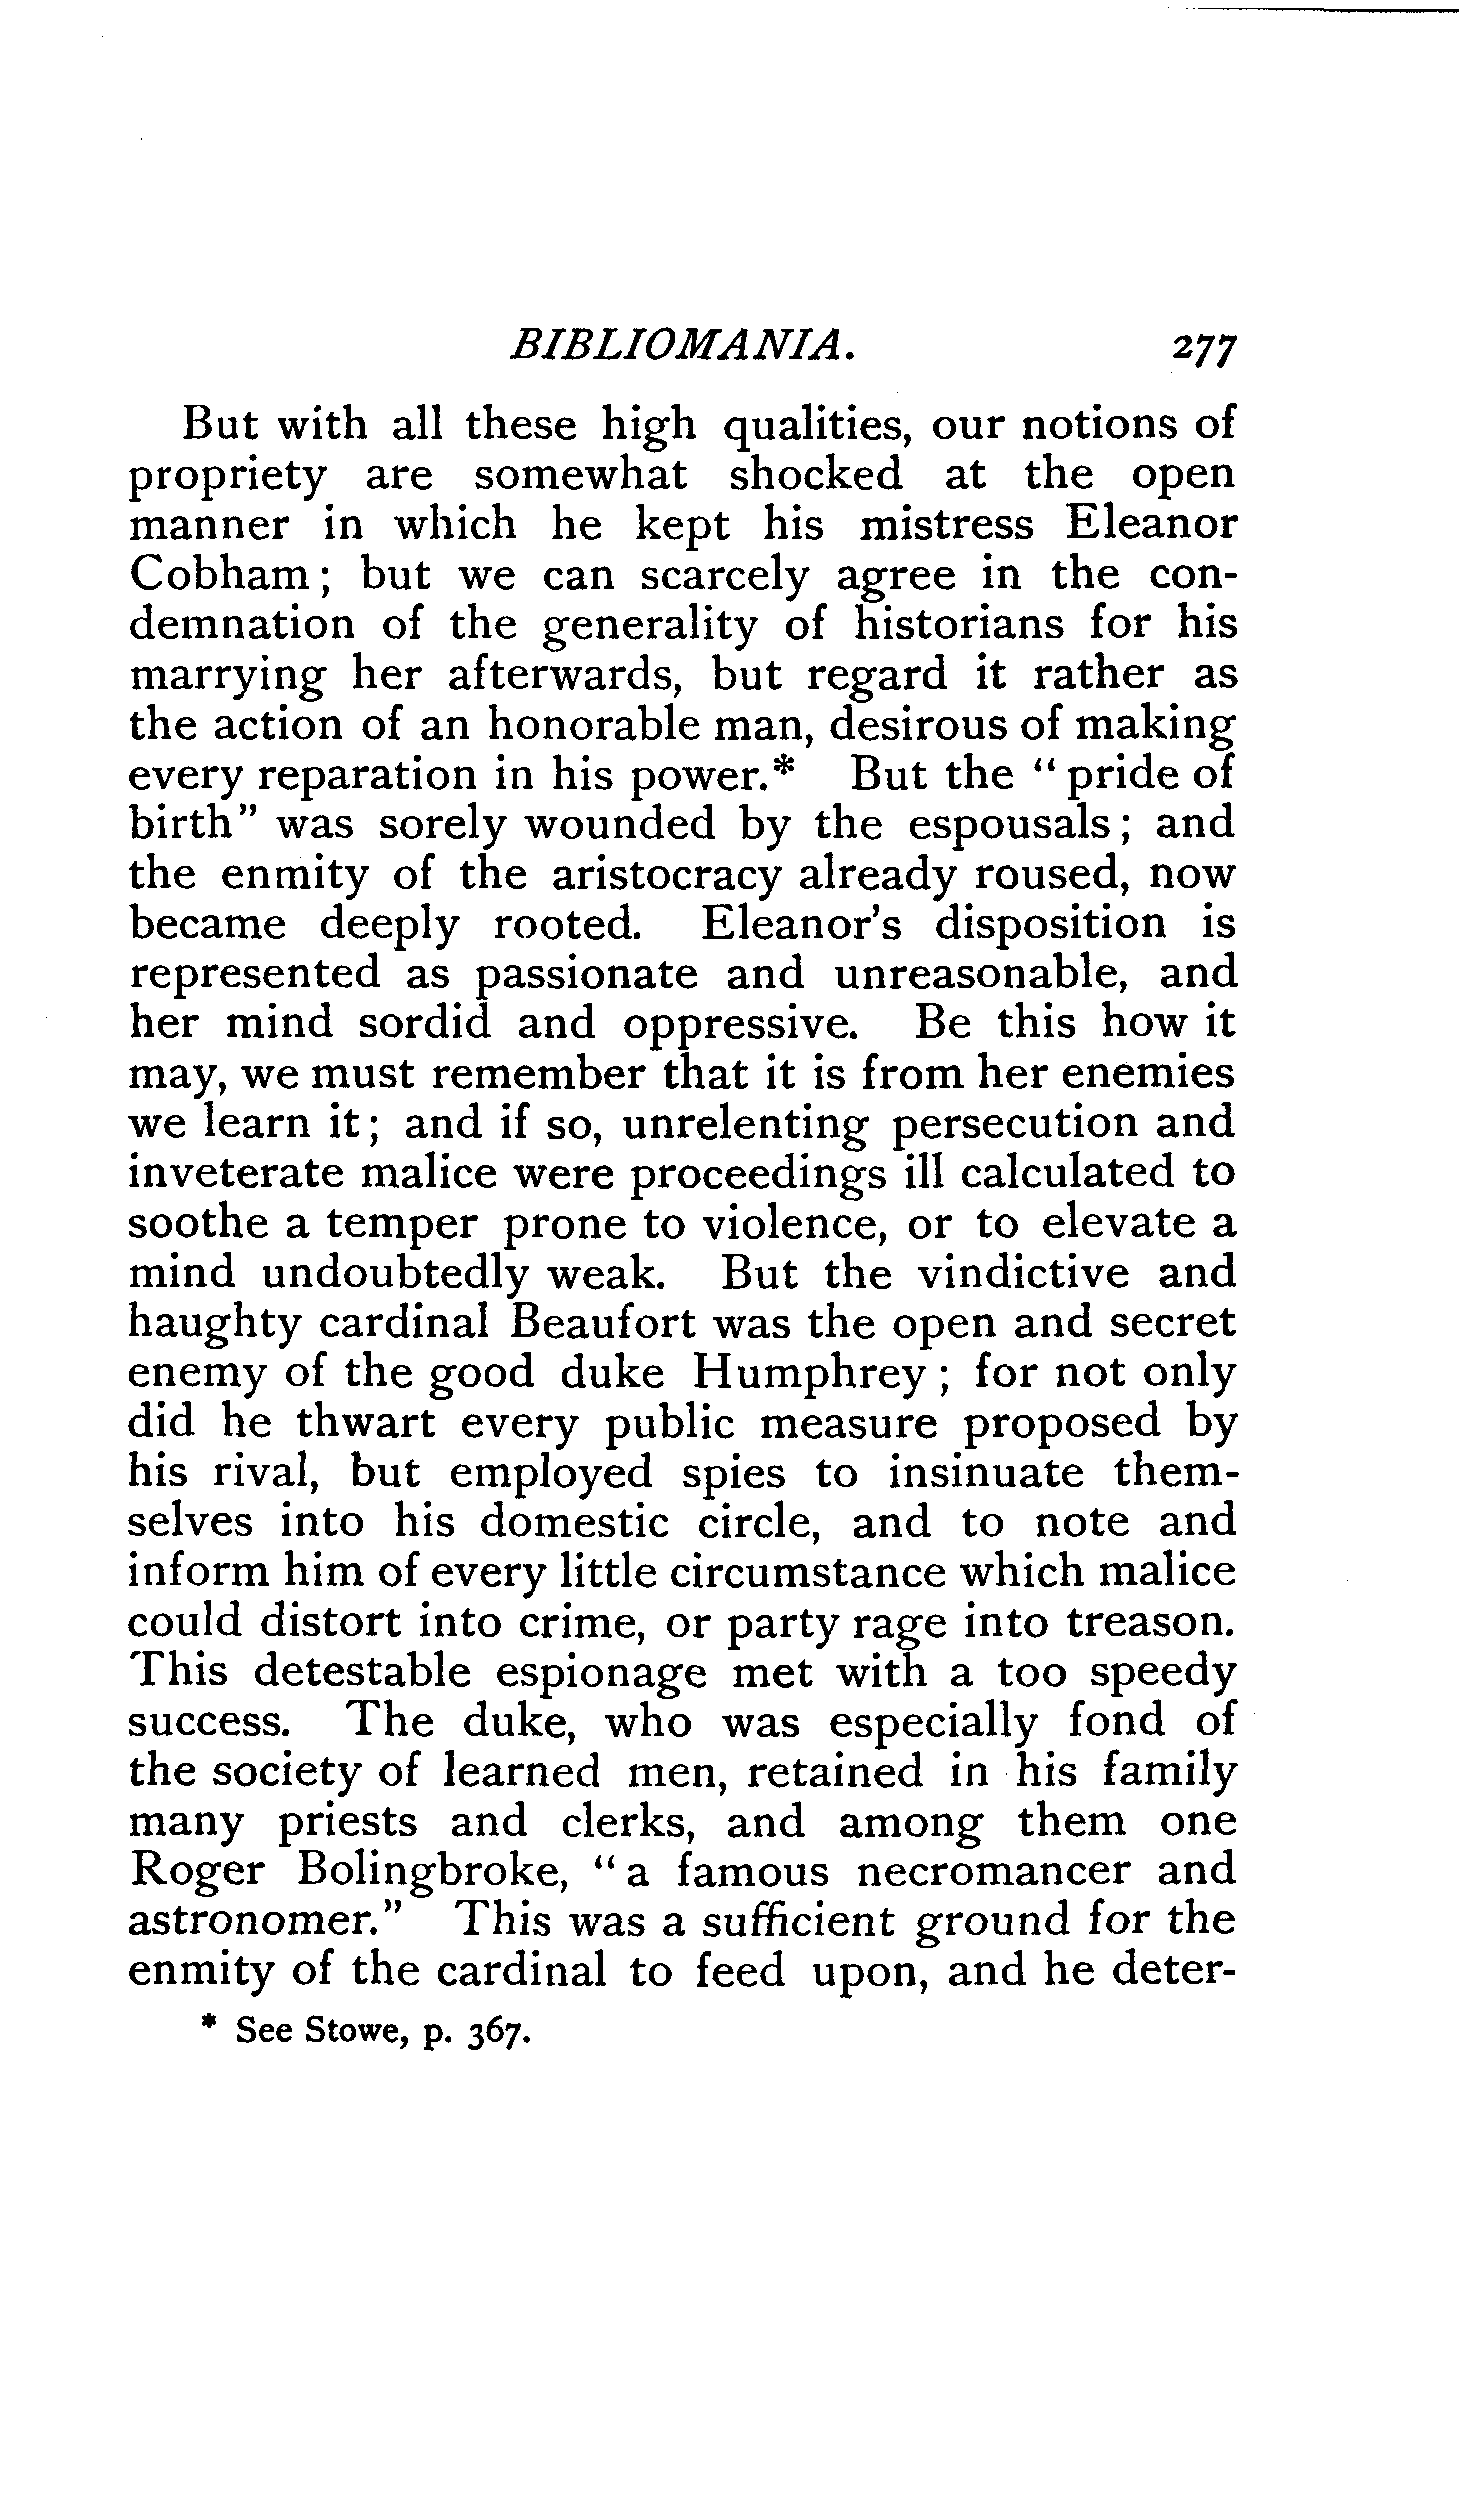 BIBLIOMANIA. 277
But with all these high qualities, our notions of
propriety are somewhat shocked at the open
manner in which he kept his mistress Eleanor
Cobham; but we can scarcely agree in the con-
demnation of the generality of historians for his
marrying her afterwards, but regard it rather as
the action of an honorable man, desirous of making
every reparation in his power.* But the "pride of
birth" was sorely wounded by the espousals; and
the enmity of the aristocracy already roused, now
became deeply rooted. Eleanor's disposition is
represented as passionate and unreasonable, and
her mind sordid and oppressive. Be this how it
may, we must remember that it is from her enemies
we learn it; and if so, unrelenting persecution and
inveterate malice were proceedings ill calculated to
soothe a temper prone to violence, or to elevate a
mind undoubtedly weak. But the vindictive and
haughty cardinal Beaufort was the open and secret
enemy of the good duke Humphrey; for not only
did he thwart every public measure proposed by
his rival, but employed spies to insinuate them-
selves into his domestic circle, and to note and
inform him of every little circumstance which malice
could distort into crime, or party rage into treason.
This detestable espionage met with a too speedy
success. The duke, who was especially fond of
the society of learned men, retained in his family
many priests and clerks, and among them one
Roger Bolingbroke, "a famous necromancer and
astronomer." This was a sufficient ground for the
enmity of the cardinal to feed upon, and he deter-
* See Stowe, p. 367.